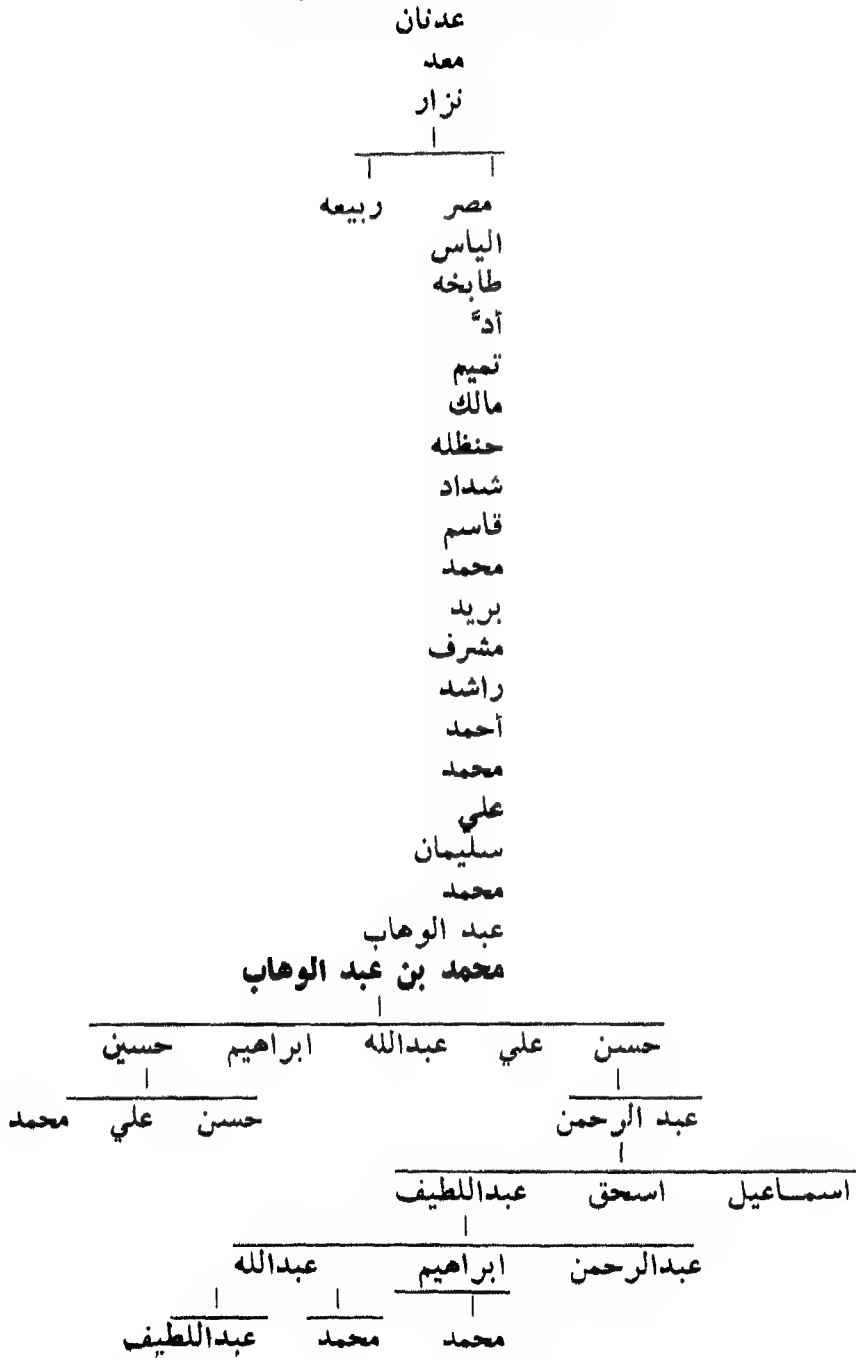 عدنان
معد
نزار
مصر ربيعه
الياس
طابخه
أدَّ
تميم
مالك
حنظله
شداد
قاسم
محمد
بريد
مشرف
راشد
أحمد
محمد
علي
سليمان
محمد
عبد الوهاب
محمد بن عبد الوهاب
حسن علي عبدالله ابراهيم حسين
عبد الرحمن حسن علي محمد
اسمـاعيل اسحق عبداللطيف
عبدالرحمن ابراهيم عبدالله
محمد محمد عبداللطيف